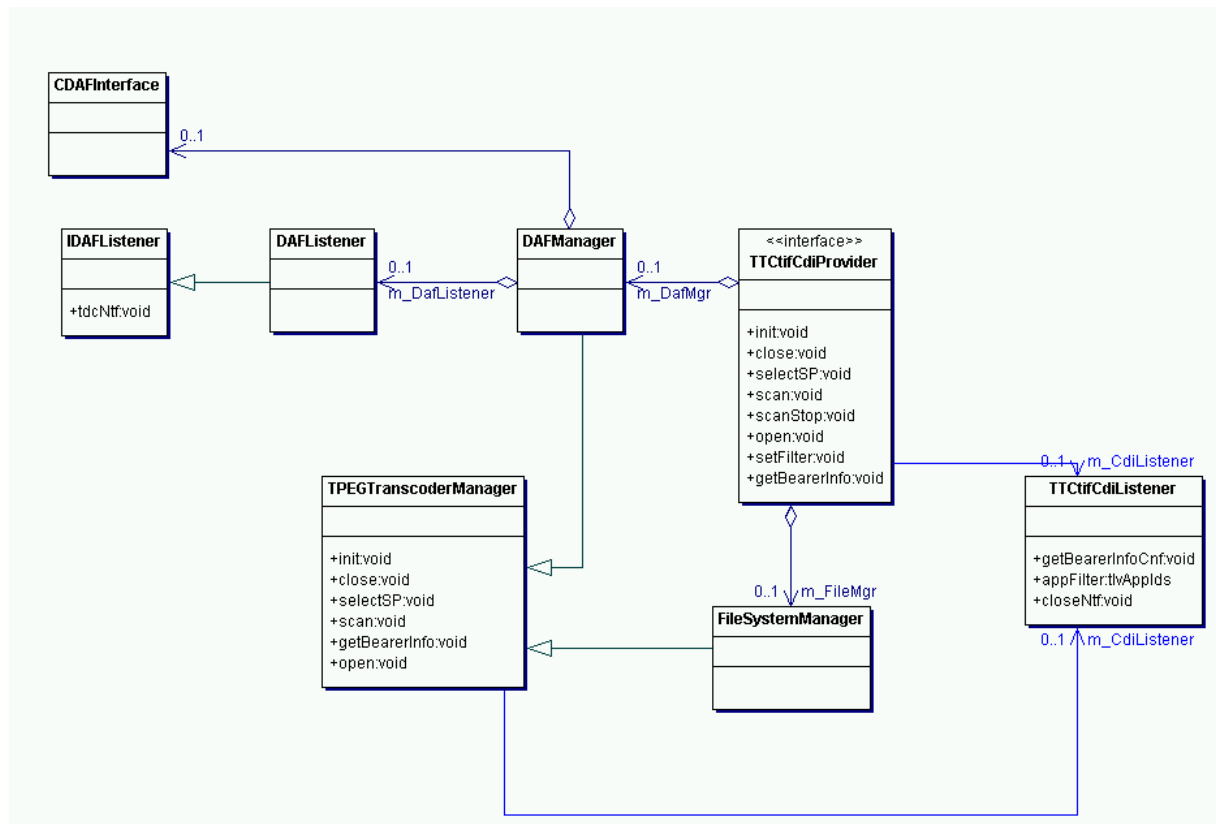 CDAFInterface
0..1
IDAFListener
+tdcNtf:void
DAFListener
0..1
m_DafListener
DAFManager
0..1
m_DafMgr
<<interface>>
TTCtifCdiProvider
+init:void
+close:void
+selectSP:void
+scan:void
+scanStop:void
+open:void
+setFilter:void
+getBearerInfo:void
0..1 m_CdiListener
TTCtifCdiListener
+getBearerInfoCnf:void
+appFilter:tlvAppIds
+closeNtf:void
0..1 m_CdiListener
TPEGTranscoderManager
+init:void
+close:void
+selectSP:void
+scan:void
+getBearerInfo:void
+open:void
0..1 m_FileMgr
FileSystemManager